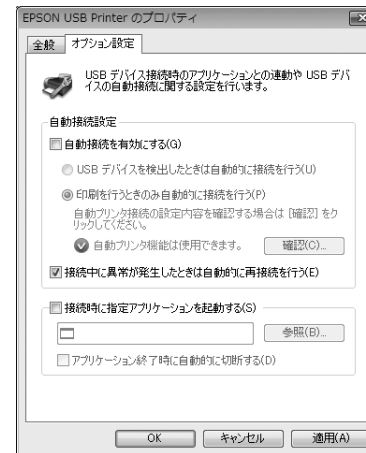 EPSON USB Printer のプロパティ
全般 オプション設定
USB デバイス接続時のアプリケーションとの連動や USB デバ
イスの自動接続に関する設定を行います。
自動接続設定
自動接続を有効にする(G)
USB デバイスを検出したときは自動的に接続を行う(U)
印刷を行うときのみ自動的に接続を行う(P)
自動プリンタ接続の設定内容を確認する場合は [確認] をク
リックしてください。
自動プリンタ機能は使用できます。 確認(C)...
接続中に異常が発生したときは自動的に再接続を行う(E)
接続時に指定アプリケーションを起動する(S)
参照(B)...
アプリケーション終了時に自動的に切断する(D)
OK キャンセル 適用(A)